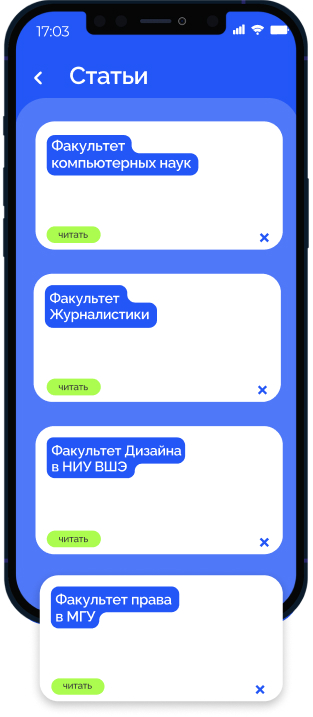 17:03
Статьи
Факультет
компьютерных наук
читать
Факультет
Журналистики
читать
Факультет Дизайна
в НИУ ВШЭ
читать
Факультет права
в МГУ
читать